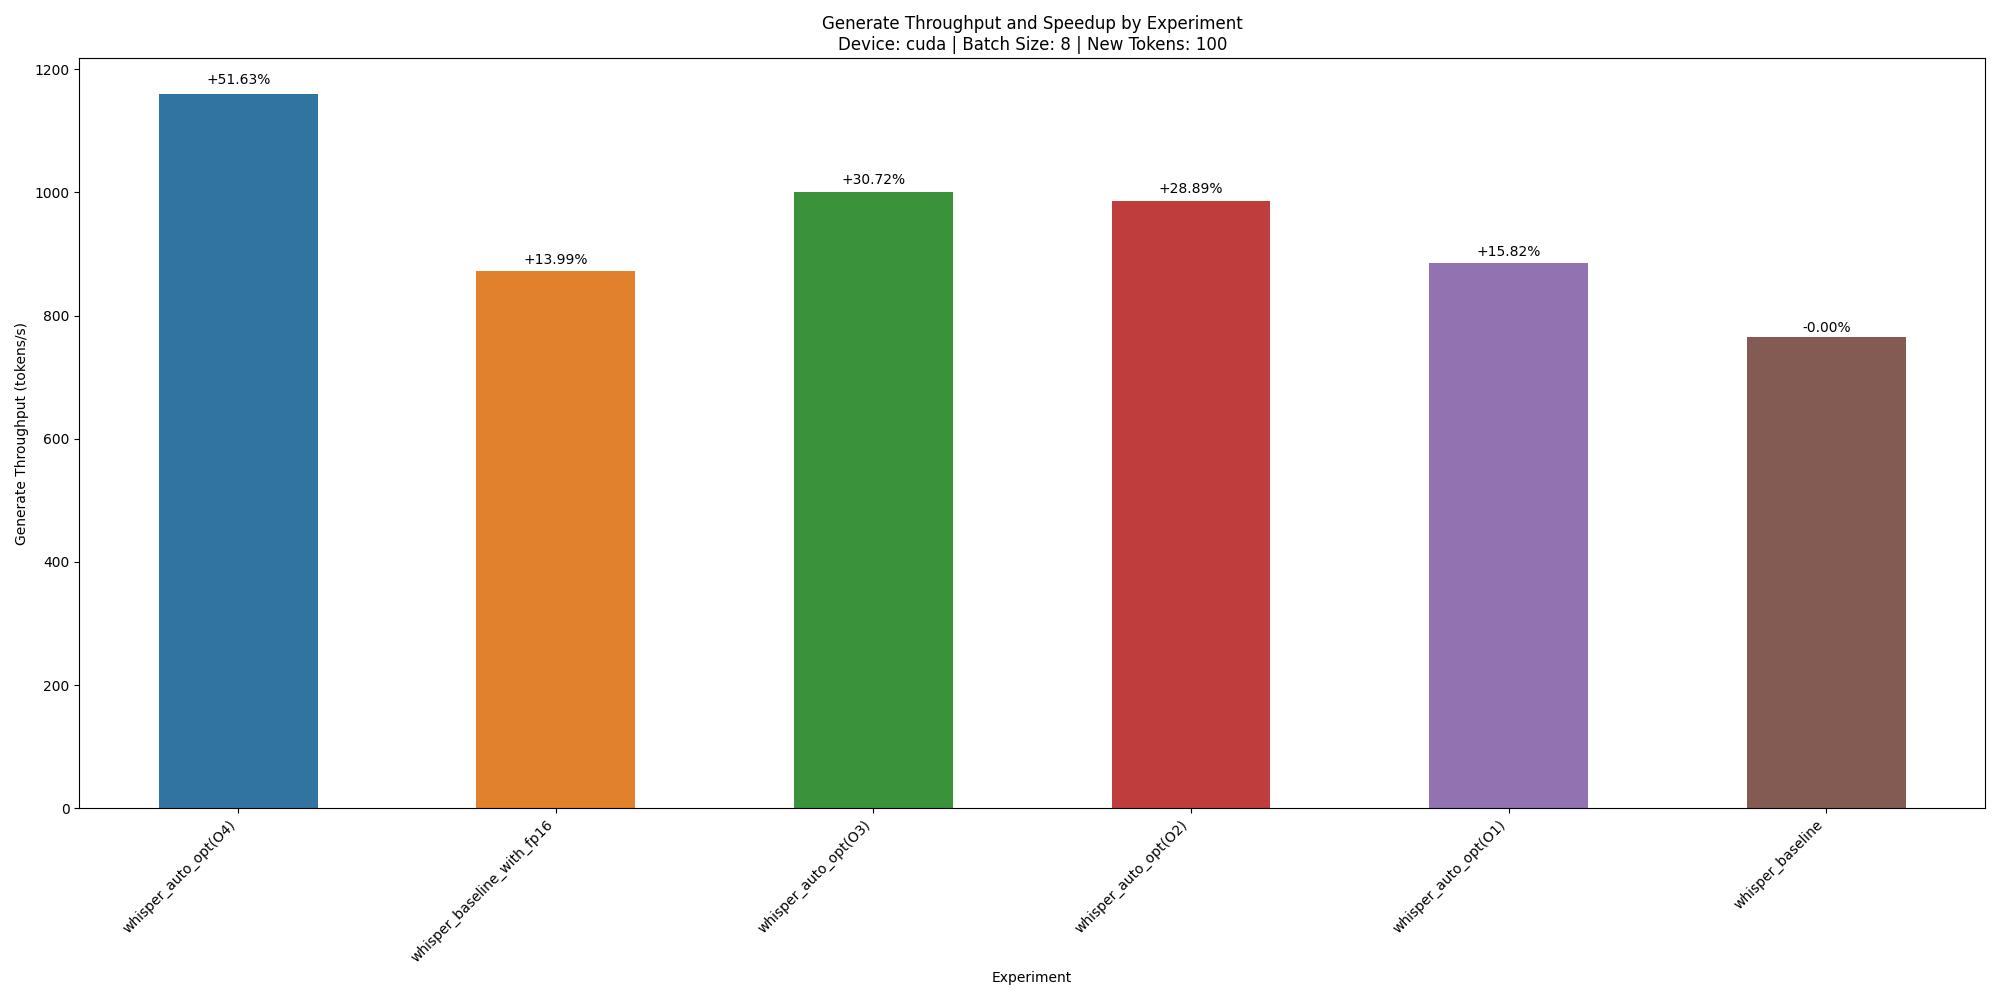 Generate Throughput and Speedup by Experiment
Device: cuda | Batch Size: 8 | New Tokens: 100
Generate Throughput (tokens/s)
1200
1000
800
600
400
200
0
+51.63%
+13.99%
+30.72%
+28.89%
+15.82%
-0.00%
whisper_auto_opt(O4)
whisper_baseline_with_fp16
whisper_auto_opt(O3)
whisper_auto_opt(O2)
whisper_auto_opt(O1)
whisper_baseline
Experiment